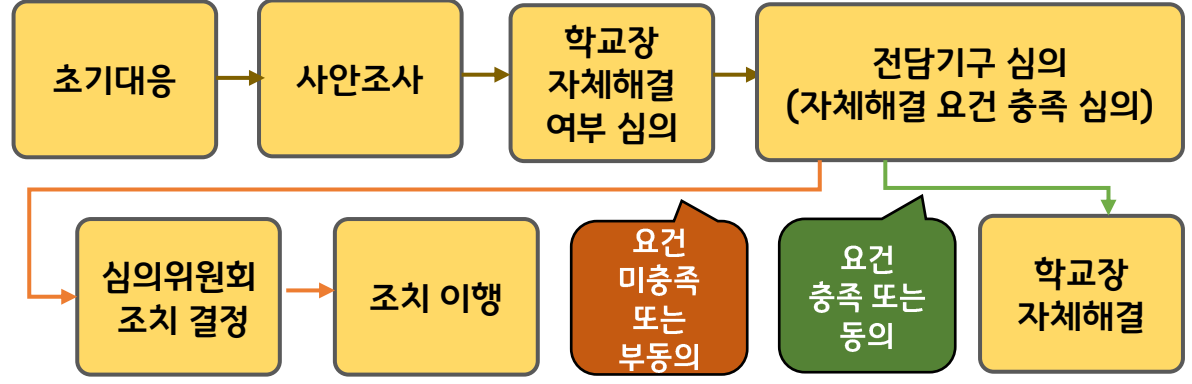 초기대응
사안조사
학교장
자체해결
여부 심의
전담기구 심의
(자체해결 요건 충족 심의)
심의위원회
조치 결정
조치 이행
요건
미충족
또는
부동의
요건
충족 또는
동의
학교장
자체해결